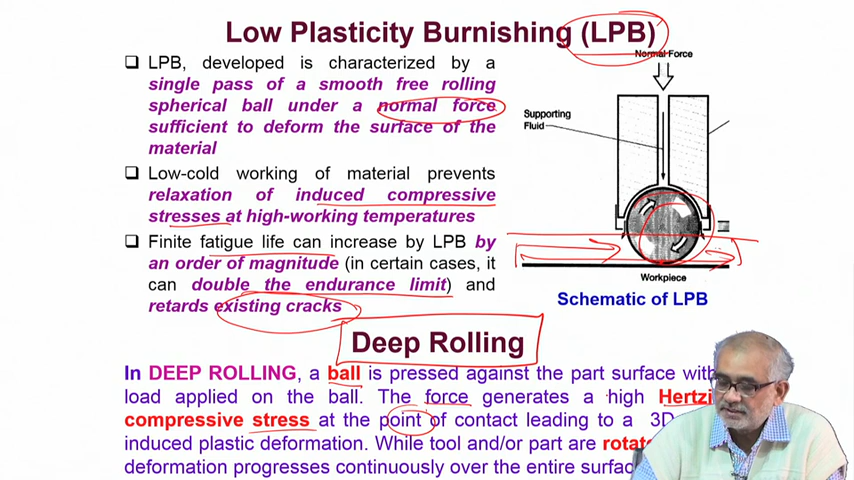 Low Plasticity Burnishing (LPB)
LPB, developed is characterized by a
single pass of a smooth free rolling
spherical ball under a normal force
sufficient to deform the surface of the
material
Low-cold working of material prevents
relaxation of induced compressive
stresses at high-working temperatures
Finite fatigue life can increase by LPB by
an order of magnitude (in certain cases, it
can double the endurance limit) and
retards existing cracks
Normal Force
Supporting
Fluid
Workpiece
Schematic of LPB
Deep Rolling
In DEEP ROLLING, a ball is pressed against the part surface with
load applied on the ball. The force generates a high
compressive stress at the point of contact leading to a 3D
induced plastic deformation. While tool and/or part are
deformation progresses continuously over the entire